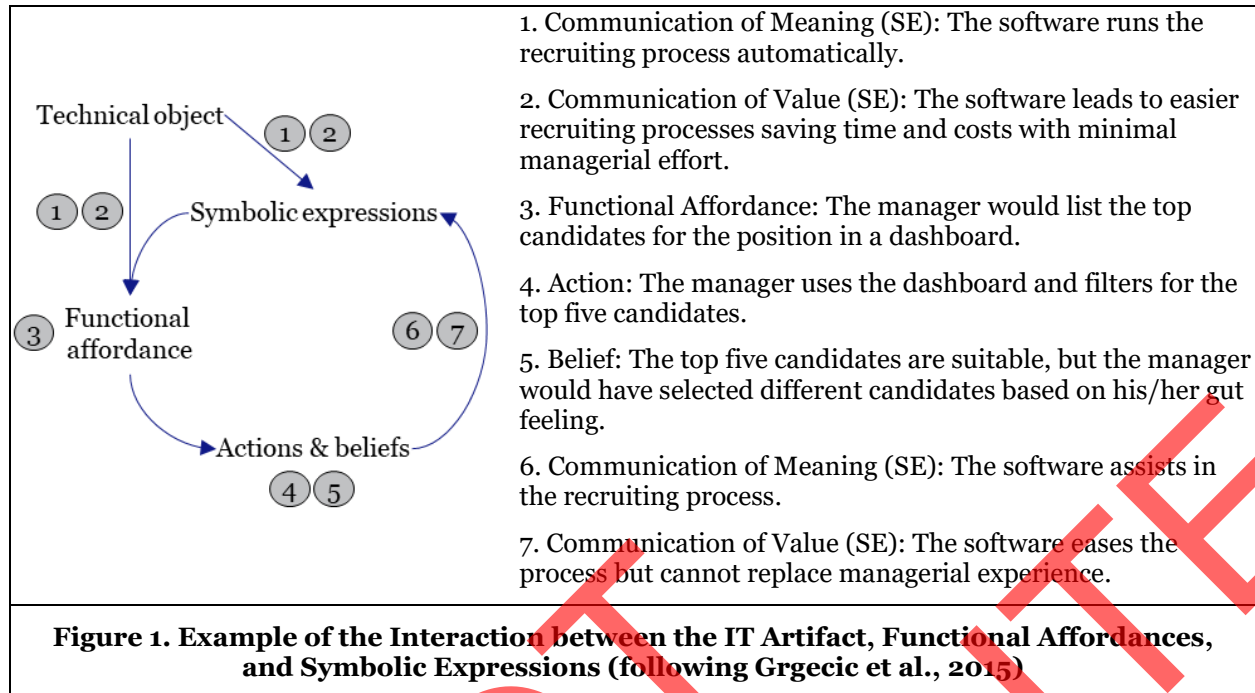 Technical object
1 2
1 2
Symbolic expressions
3 Functional
affordance
6 7
Actions & beliefs
4 5
1. Communication of Meaning (SE): The software runs the
recruiting process automatically.
2. Communication of Value (SE): The software leads to easier
recruiting processes saving time and costs with minimal
managerial effort.
3. Functional Affordance: The manager would list the top
candidates for the position in a dashboard.
4. Action: The manager uses the dashboard and filters for the
top five candidates.
5. Belief: The top five candidates are suitable, but the manager
would have selected different candidates based on his/her gut
feeling.
6. Communication of Meaning (SE): The software assists in
the recruiting process.
7. Communication of Value (SE): The software eases the
process but cannot replace managerial experience.
Figure 1. Example of the Interaction between the IT Artifact, Functional Affordances,
and Symbolic Expressions (following Grgecic et al., 2015)